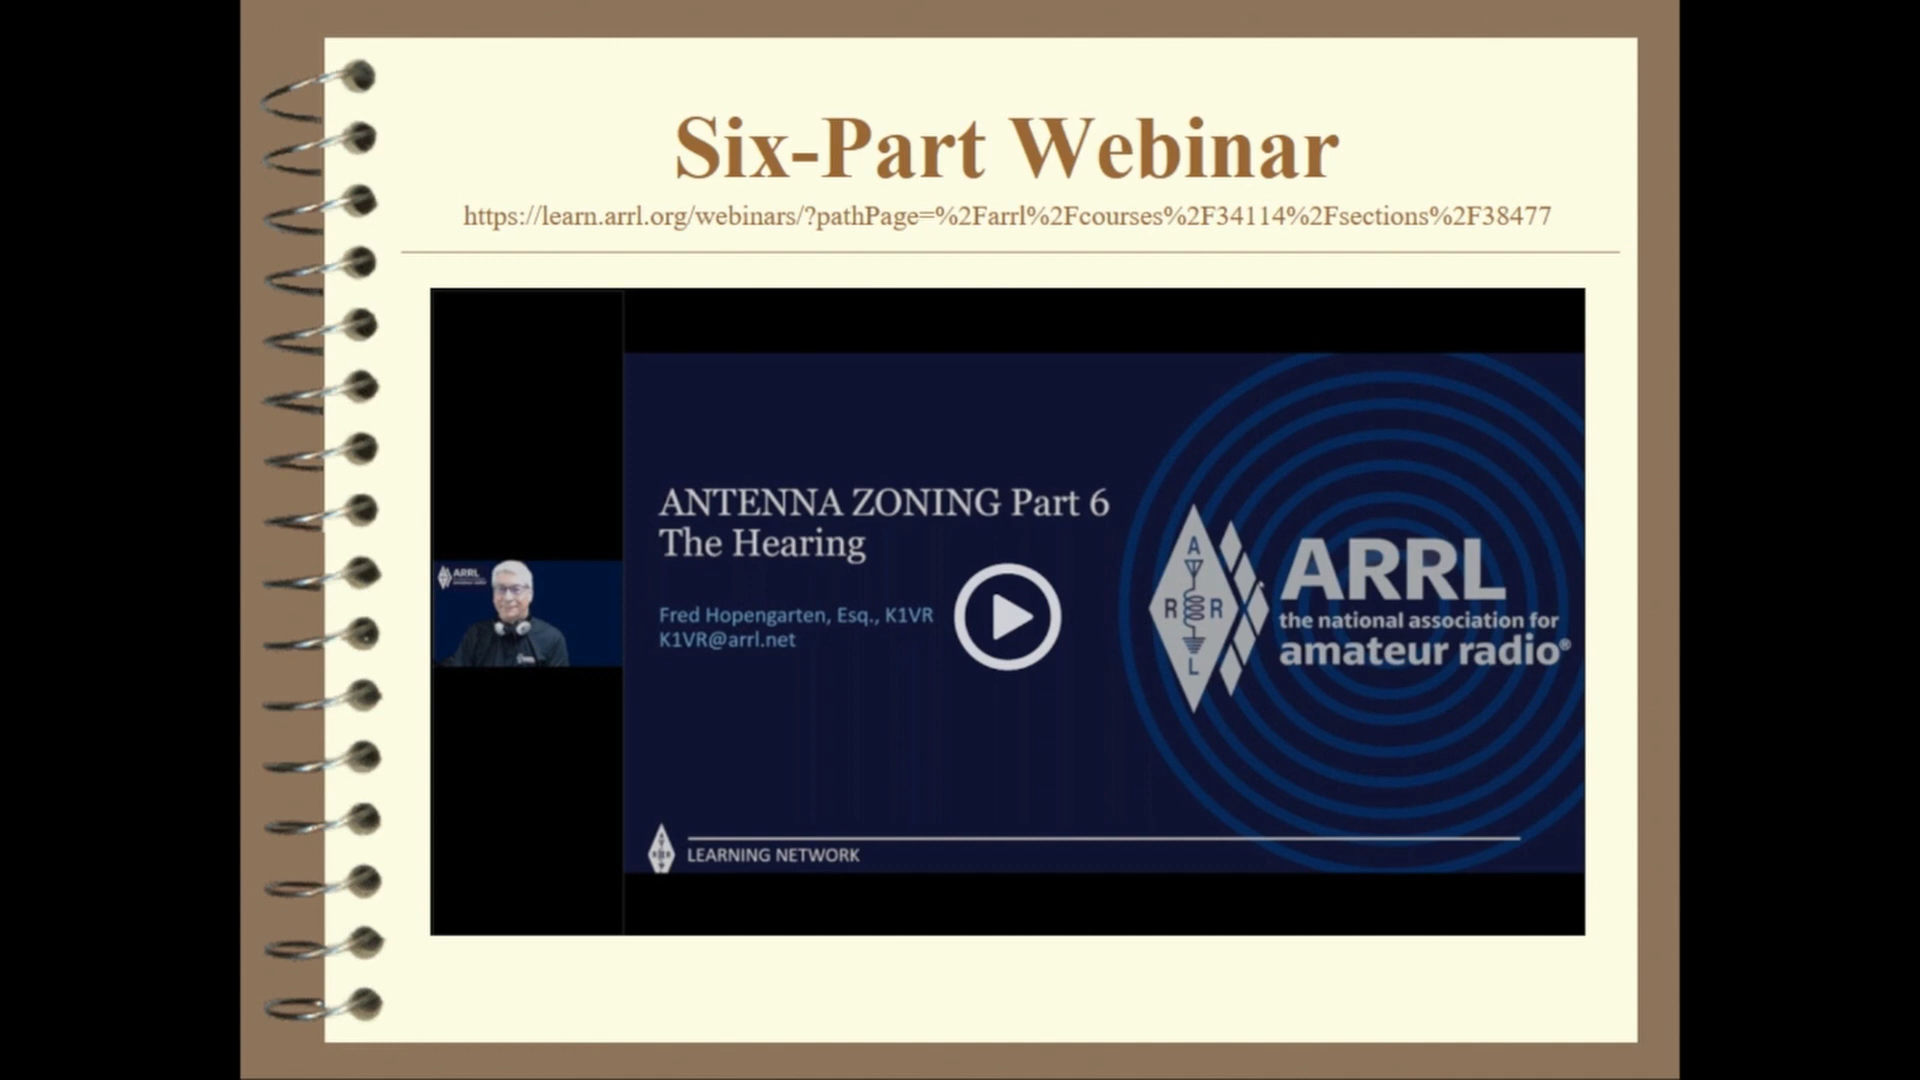 Six-Part Webinar
https://learn.arrl.org/webinars/?pathPage=%2Farrl%2Fcourses%2F34114%2Fsections%2F38477
ANTENNA ZONING Part 6
The Hearing
Fred Hopengarten, Esq., K1VR
K1VR@arrl.net
ARRL
A
R R
L
ARRL
the national association for
amateur radio®
LEARNING NETWORK